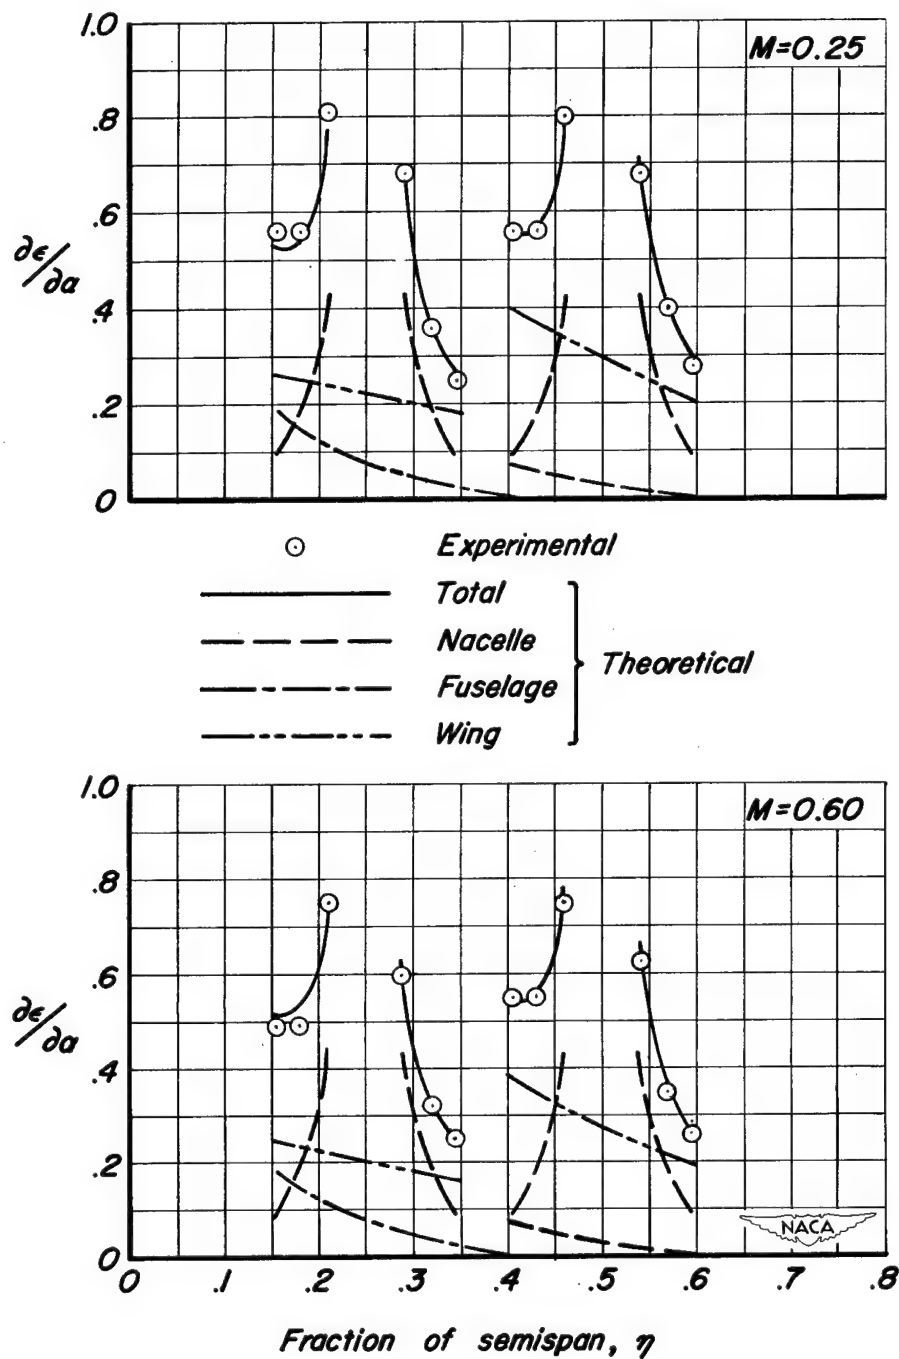 1.0
M=0.25
.8
.6
∂ϵ/∂α
.4
.2
0
Experimental
Total
Nacelle
Theoretical
Fuselage
Wing
1.0
M=0.60
.8
.6
∂ϵ/∂α
.4
.2
NACA
0
0 .1 .2 .3 .4 .5 .6 .7 .8
Fraction of semispan, η